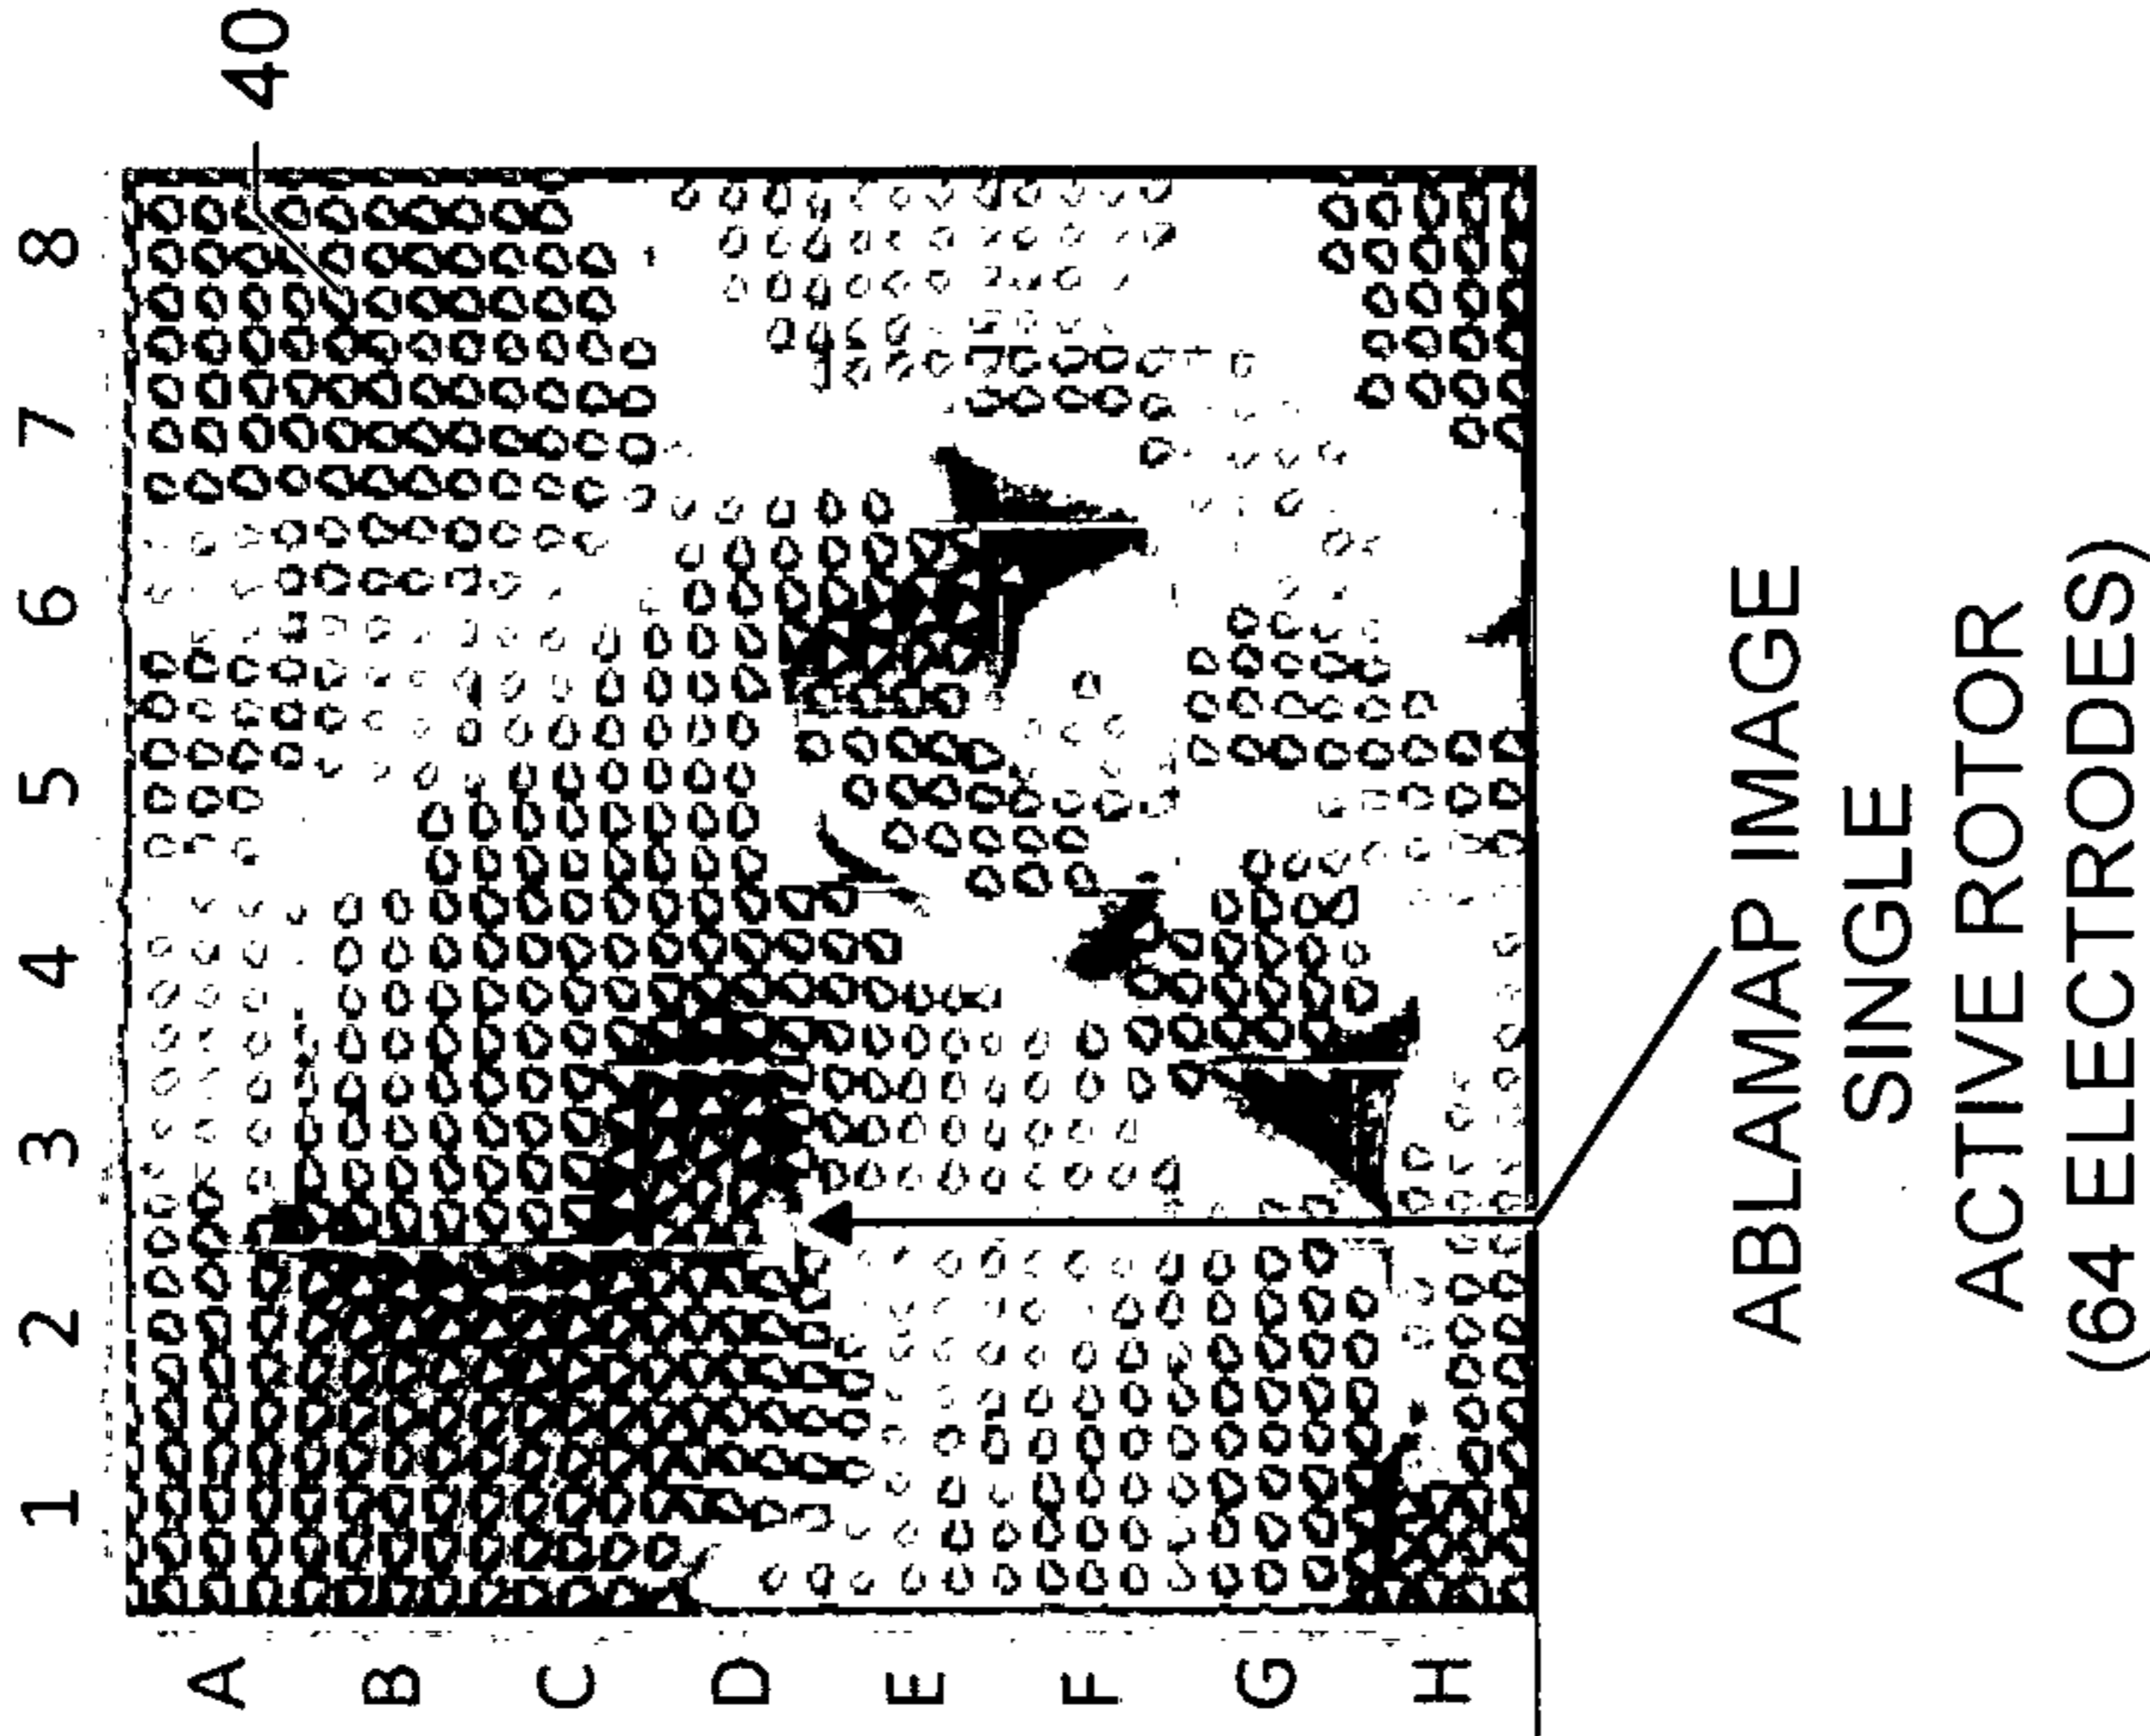 40
1 2 3 4 5 6 7 8
A
B
C
D
E
F
G
H
ABLAMAP IMAGE
SINGLE
ACTIVE ROTOR
(64 ELECTRODES)